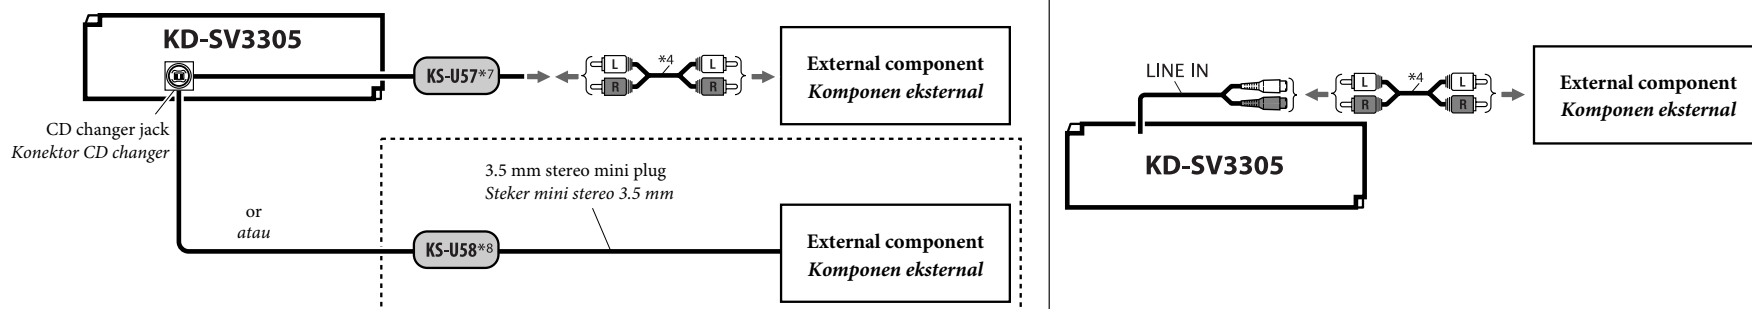 KD-SV3305
KS-U57*7
L
R
*4
L
R
External component
Komponen eksternal
CD changer jack
Konektor CD changer
or
atau
3.5 mm stereo mini plug
Steker mini stereo 3.5 mm
KS-U58*8
External component
Komponen eksternal
LINE IN
L
R
*4
L
R
External component
Komponen eksternal
KD-SV3305